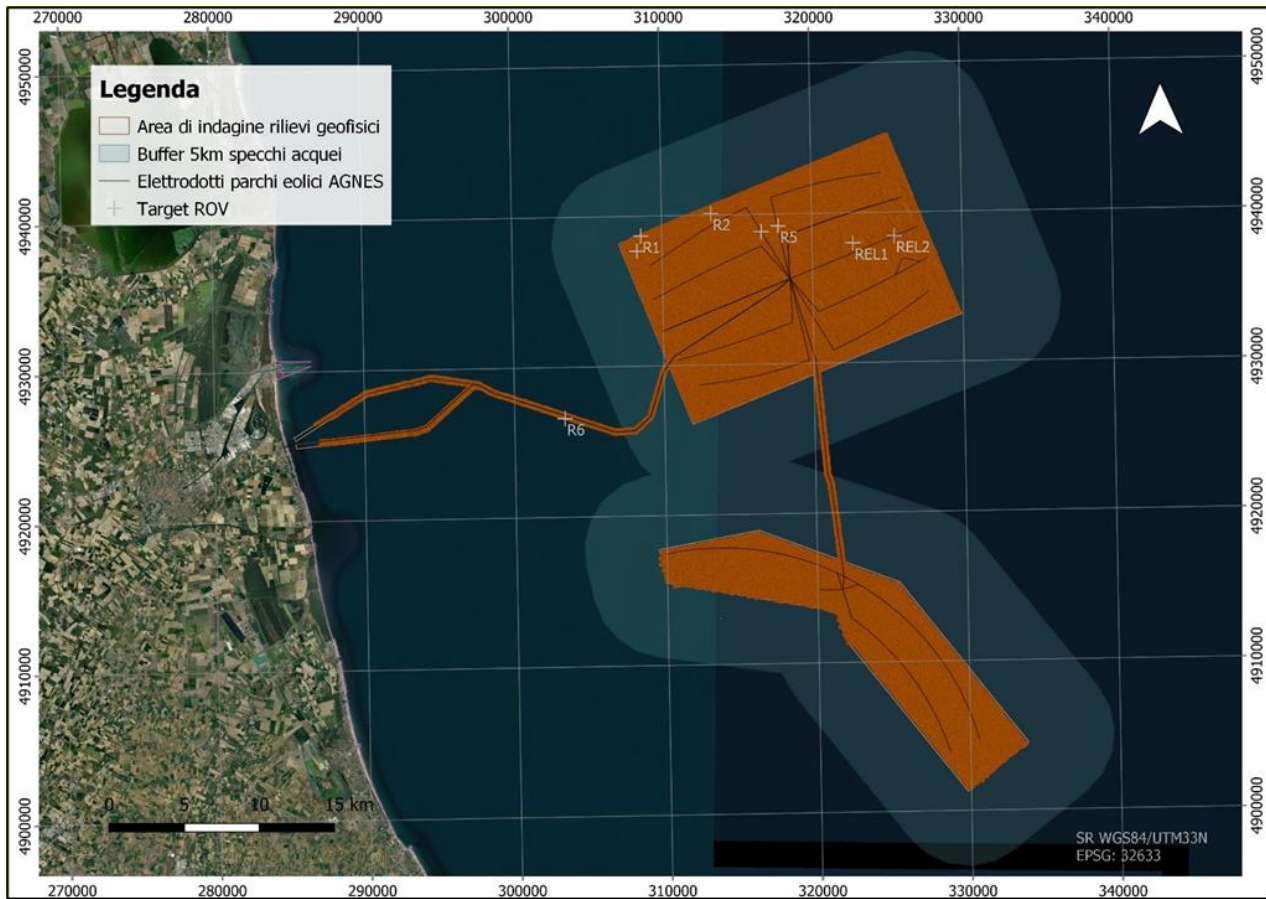 270000 280000 290000 300000 310000 320000 330000 340000
4950000
4940000
4930000
4920000
4910000
4900000
Legenda
Area di indagine rilievi geofisici
Buffer 5km specchi acquei
Elettrodotti parchi eolici AGNES
Target ROV
R1
R2
R5
REL1
REL2
R6
4950000
4940000
4930000
4920000
4910000
4900000
0 5 10 15 km
SR WGS84/UTM33N
EPSG: 32633
270000 280000 290000 300000 310000 320000 330000 340000